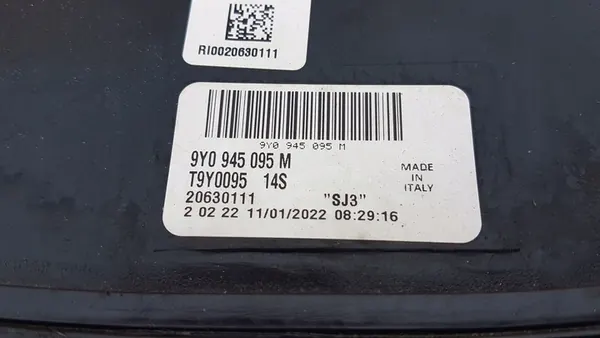 RI0020630111
9Y0 945 095 M
9Y0 945 095 M
T9Y0095 14S
20630111 "SJ3"
2 02 22 11/01/2022 08:29:16
MADE
IN
ITALY